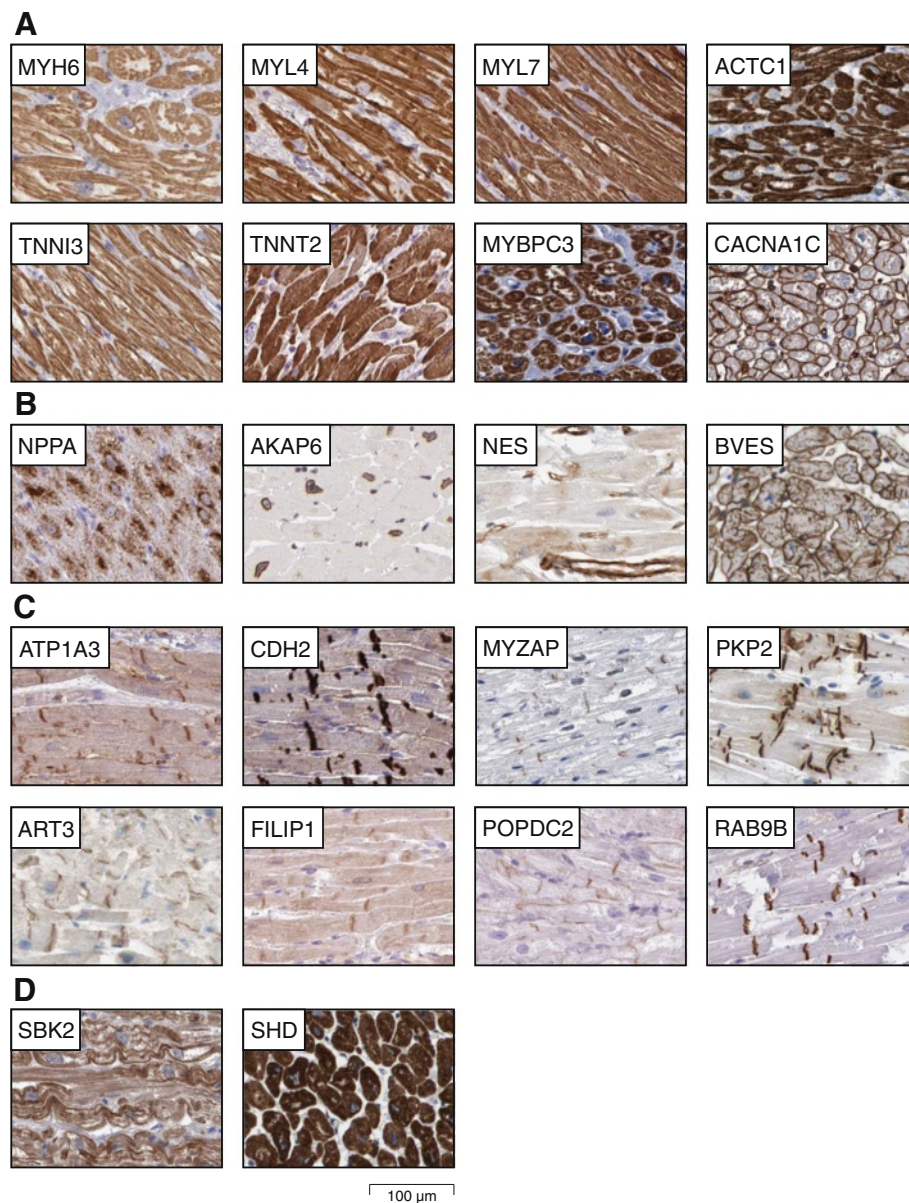 A
MYH6 MYL4 MYL7 ACTC1
TNNI3 TNNT2 MYBPC3 CACNA1C
B
NPPA AKAP6 NES BVES
C
ATP1A3 CDH2 MYZAP PKP2
ART3 FILIP1 POPDC2 RAB9B
D
SBK2 SHD
100 µm